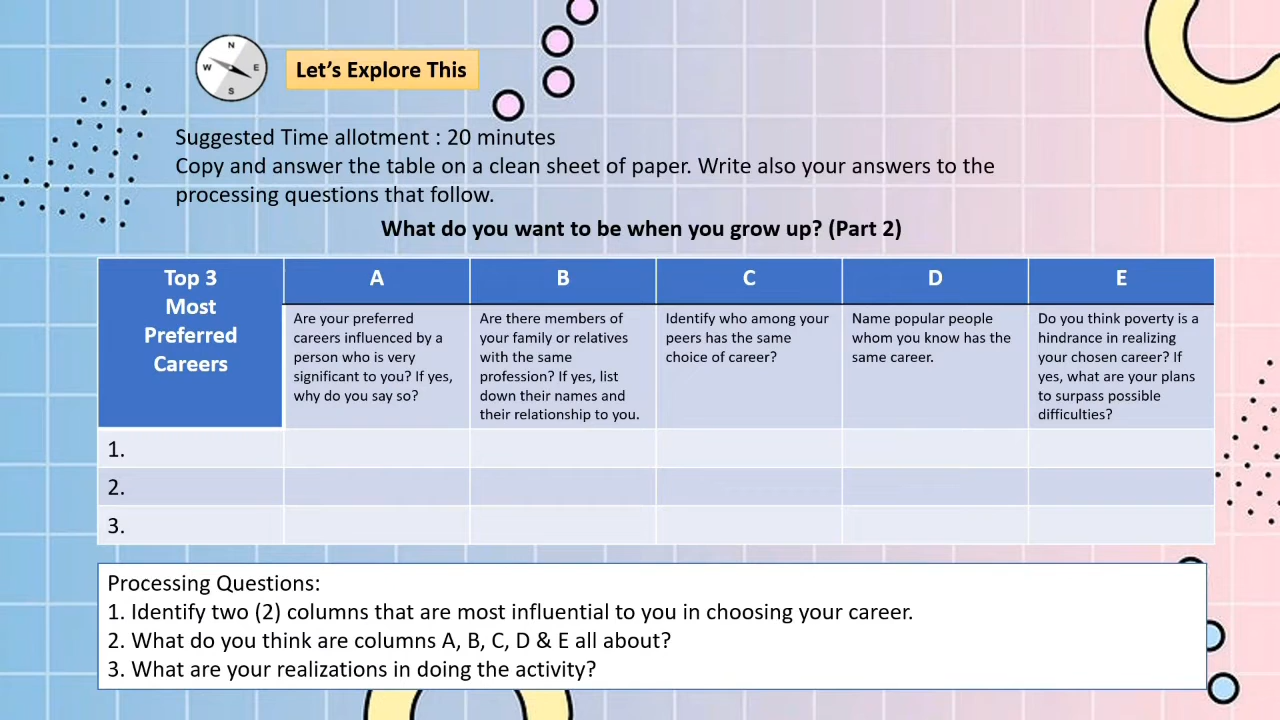 N
W E
S
Let's Explore This
Suggested Time allotment : 20 minutes
Copy and answer the table on a clean sheet of paper. Write also your answers to the
processing questions that follow.
What do you want to be when you grow up? (Part 2)
Top 3
Most
Preferred
Careers
A
Are your preferred
careers influenced by a
person who is very
significant to you? If yes,
why do you say so?
B
Are there members of
your family or relatives
with the same
profession? If yes, list
down their names and
their relationship to you.
C
Identify who among your
peers has the same
choice of career?
D
Name popular people
whom you know has the
same career.
E
Do you think poverty is a
hindrance in realizing
your chosen career? If
yes, what are your plans
to surpass possible
difficulties?
1.
2.
3.
Processing Questions:
1. Identify two (2) columns that are most influential to you in choosing your career.
2. What do you think are columns A, B, C, D & E all about?
3. What are your realizations in doing the activity?